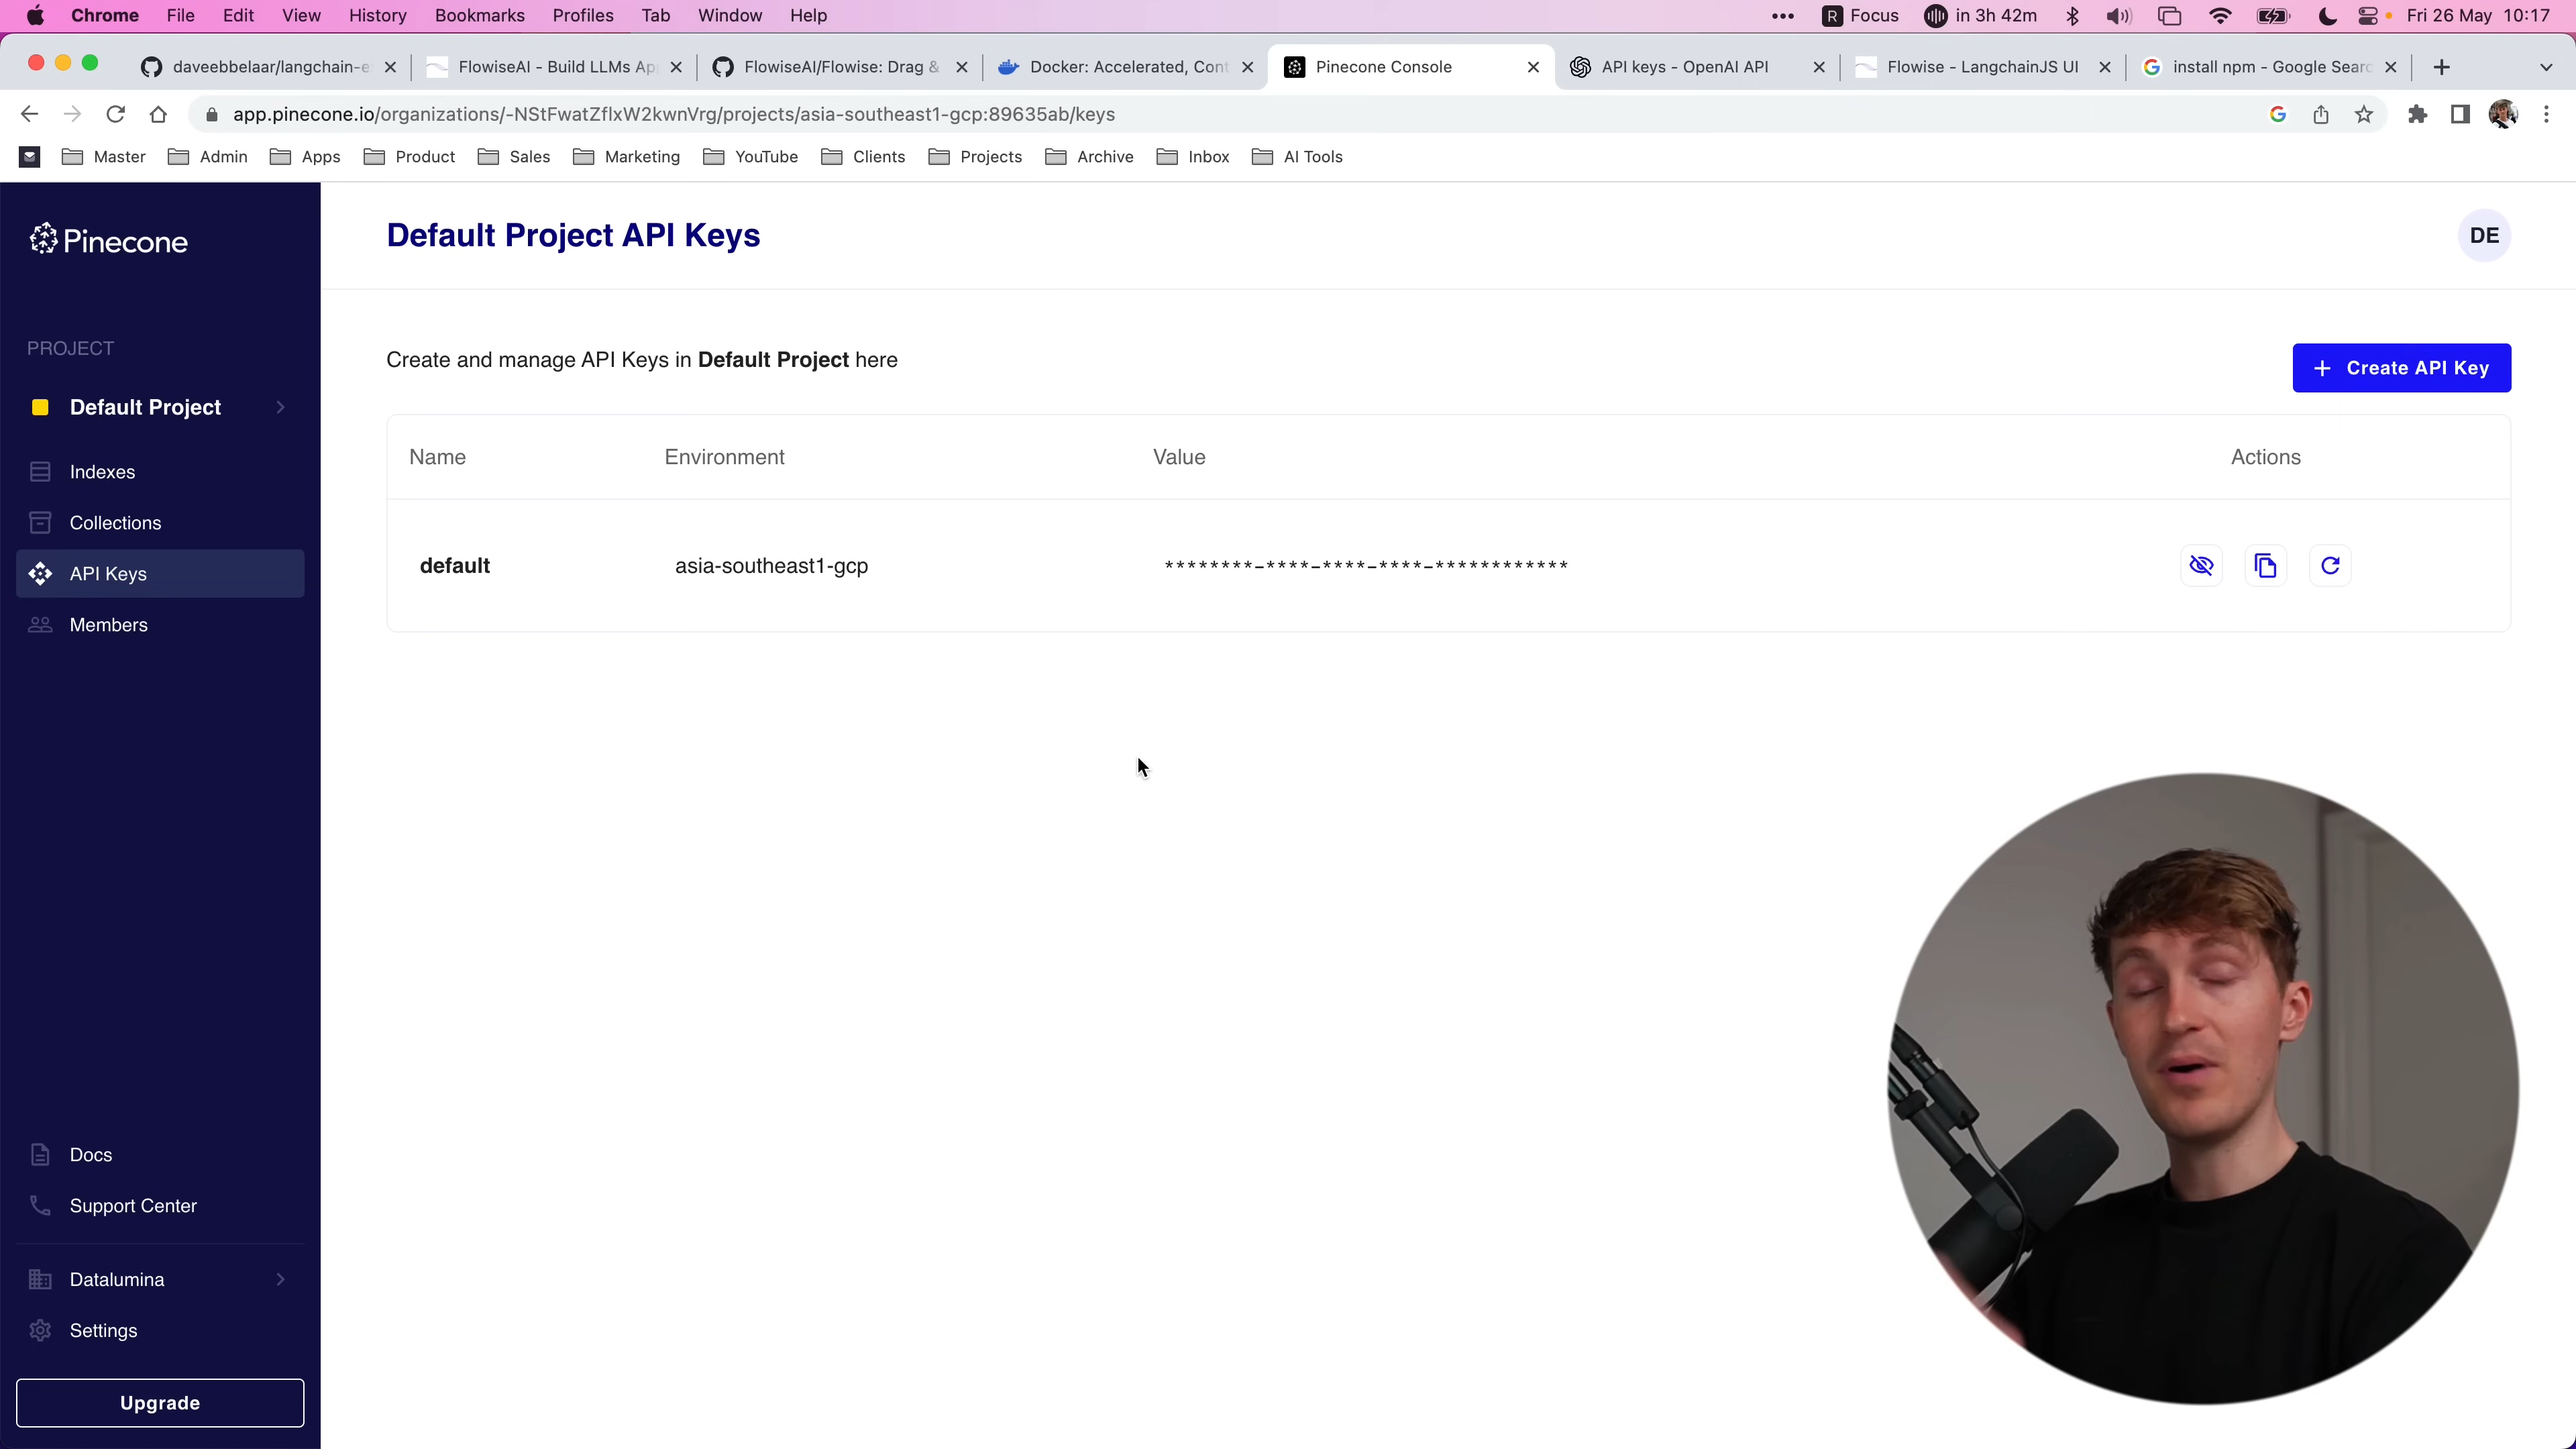 Chrome File Edit View History Bookmarks Profiles Tab Window Help
R Focus in 3h 42m Fri 26 May 10:17
daveebbelaar/langchain-e
FlowiseAI - Build LLMs Ap
FlowiseAI/Flowise: Drag &
Docker: Accelerated, Cont
Pinecone Console
API keys - OpenAI API
Flowise - LangchainJS UI
install npm - Google Searc
app.pinecone.io/organizations/-NStFwatZflxW2kwnVrg/projects/asia-southeast1-gcp:89635ab/keys
Master Admin Apps Product Sales Marketing YouTube Clients Projects Archive Inbox AI Tools
Pinecone
PROJECT
Default Project
Indexes
Collections
API Keys
Members
Docs
Support Center
Datalumina
Settings
Upgrade
Default Project API Keys
DE
Create and manage API Keys in Default Project here
+ Create API Key
Name Environment Value Actions
default asia-southeast1-gcp ********-****-****-****-************